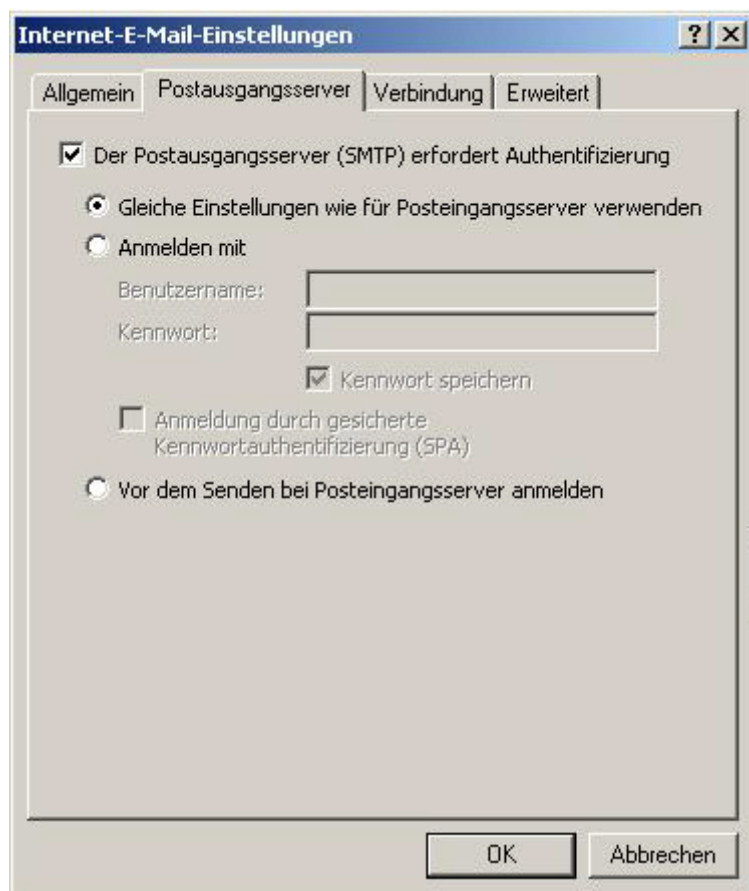 Internet-E-Mail-Einstellungen
Allgemein Postausgangsserver Verbindung Erweitert
Der Postausgangsserver (SMTP) erfordert Authentifizierung
Gleiche Einstellungen wie für Posteingangsserver verwenden
Anmelden mit
Benutzername:
Kennwort:
Kennwort speichern
Anmeldung durch gesicherte
Kennwortauthentifizierung (SPA)
Vor dem Senden bei Posteingangsserver anmelden
OK Abbrechen